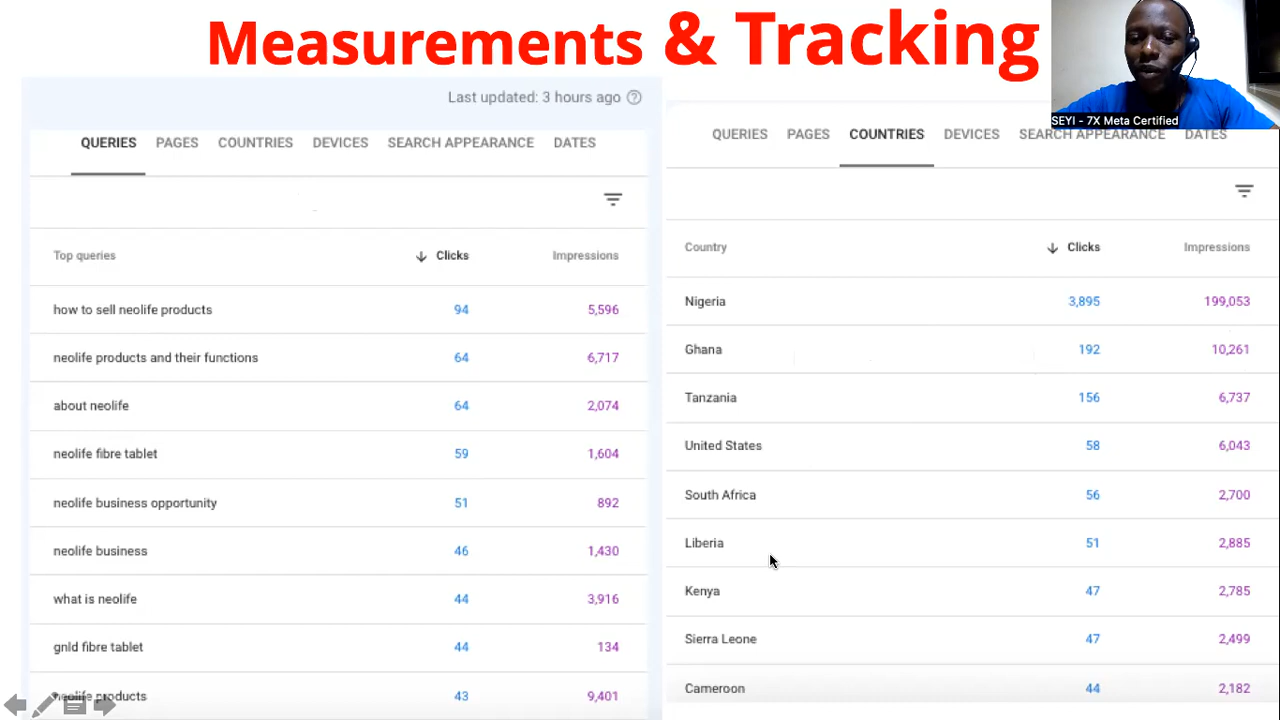 Measurements & Tracking
SEYI - 7X Meta Certified
Last updated: 3 hours ago
QUERIES PAGES COUNTRIES DEVICES SEARCH APPEARANCE DATES
Top queries Clicks Impressions
how to sell neolife products 94 5,596
neolife products and their functions 64 6,717
about neolife 64 2,074
neolife fibre tablet 59 1,604
neolife business opportunity 51 892
neolife business 46 1,430
what is neolife 44 3,916
gnld fibre tablet 44 134
neolife products 43 9,401
QUERIES PAGES COUNTRIES DEVICES SEARCH APPEARANCE DATES
Country Clicks Impressions
Nigeria 3,895 199,053
Ghana 192 10,261
Tanzania 156 6,737
United States 58 6,043
South Africa 56 2,700
Liberia 51 2,885
Kenya 47 2,785
Sierra Leone 47 2,499
Cameroon 44 2,182